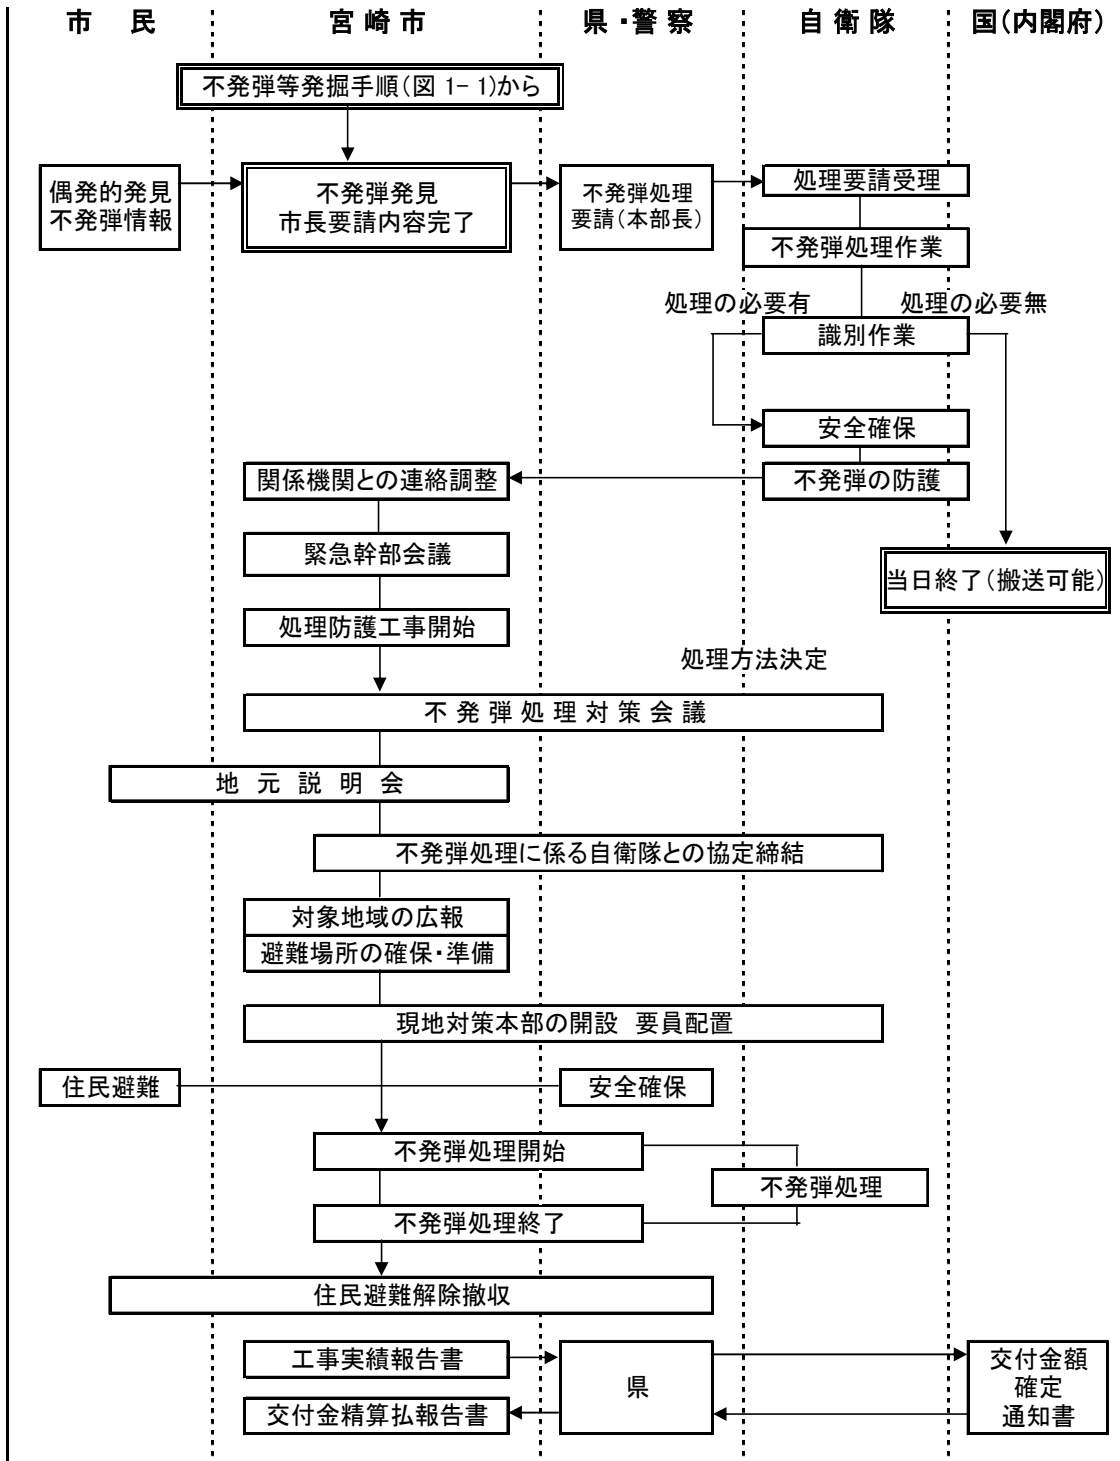 市　民
宮 崎 市
県・警 察
自 衛 隊
国(内閣府)
不発弾等発掘手順(図 1- 1)から
偶発的発見
不発弾情報
不発弾発見
市長要請内容完了
不発弾処理
要請(本部長)
処理要請受理
不発弾処理作業
処理の必要有
処理の必要無
識別作業
安全確保
関係機関との連絡調整
不発弾の防護
緊急幹部会議
当日終了(搬送可能)
処理防護工事開始
処理方法決定
不 発 弾 処 理 対 策 会 議
地　元　説　明　会
不発弾処理に係る自衛隊との協定締結
対象地域の広報
避難場所の確保・準備
現地対策本部の開設　要員配置
住民避難
安全確保
不発弾処理開始
不発弾処理
不発弾処理終了
住民避難解除撤収
工事実績報告書
交付金精算払報告書
県
交付金額
確定
通知書